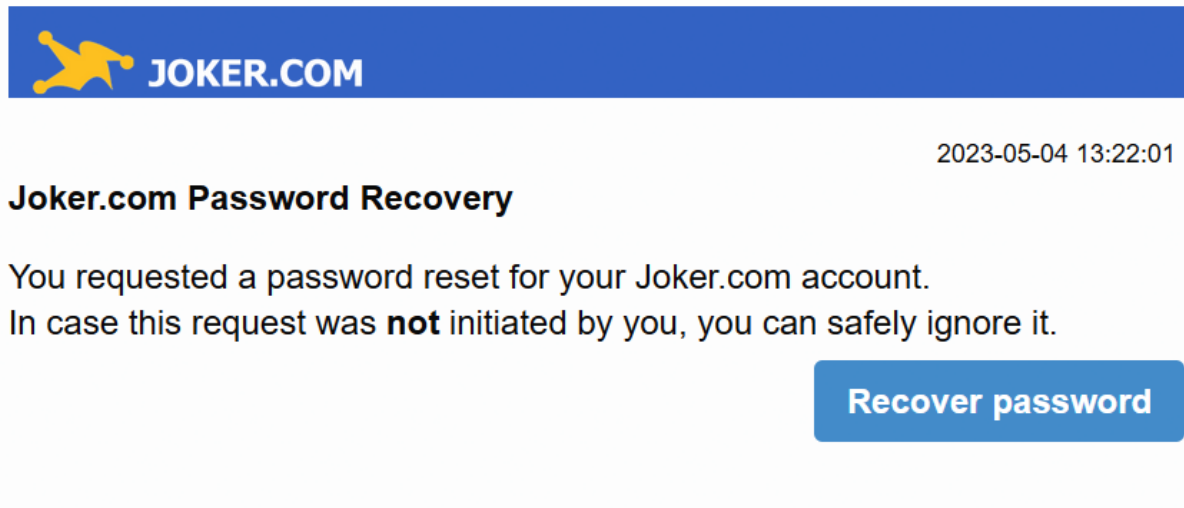 JOKER.COM
2023-05-04 13:22:01
Joker.com Password Recovery
You requested a password reset for your Joker.com account.
In case this request was not initiated by you, you can safely ignore it.
Recover password